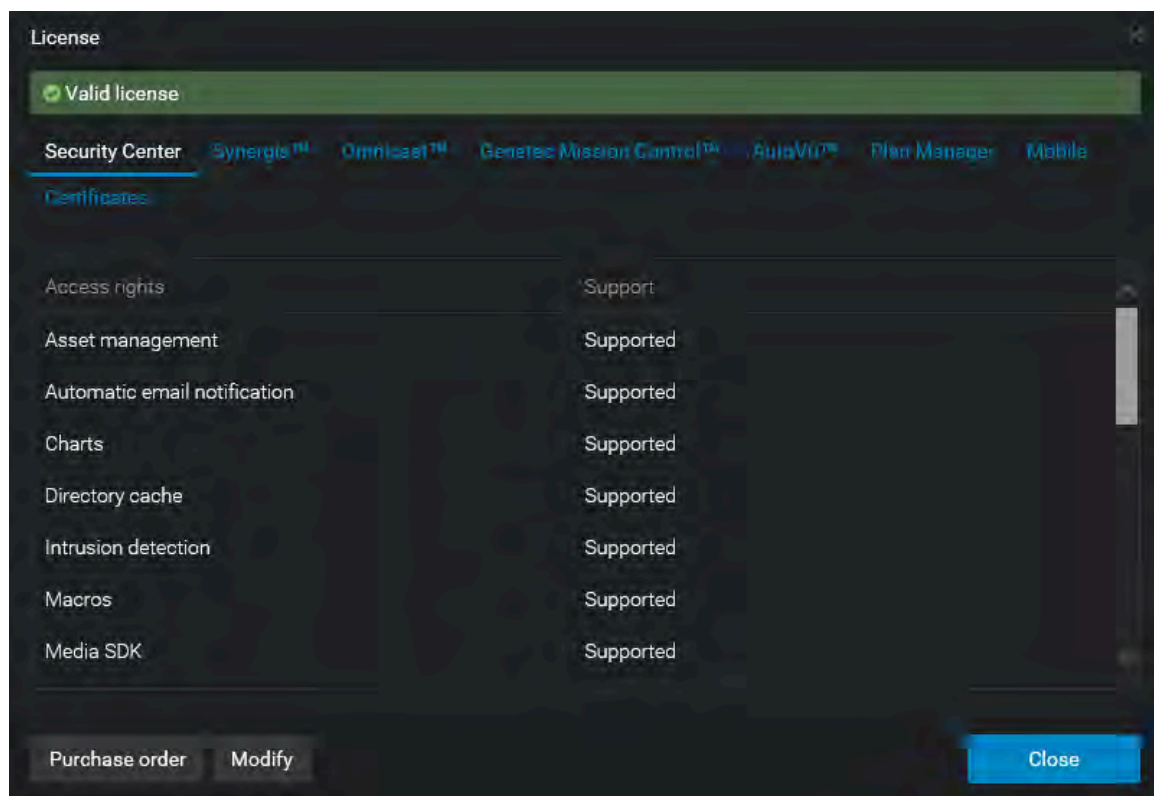 License
Valid license
Security Center Synergis™ Omnicast™ Genetec Mission Control™ AutoVu™ Plan Manager Mobile
Certificates
Access rights Support
Asset management Supported
Automatic email notification Supported
Charts Supported
Directory cache Supported
Intrusion detection Supported
Macros Supported
Media SDK Supported
Purchase order Modify Close